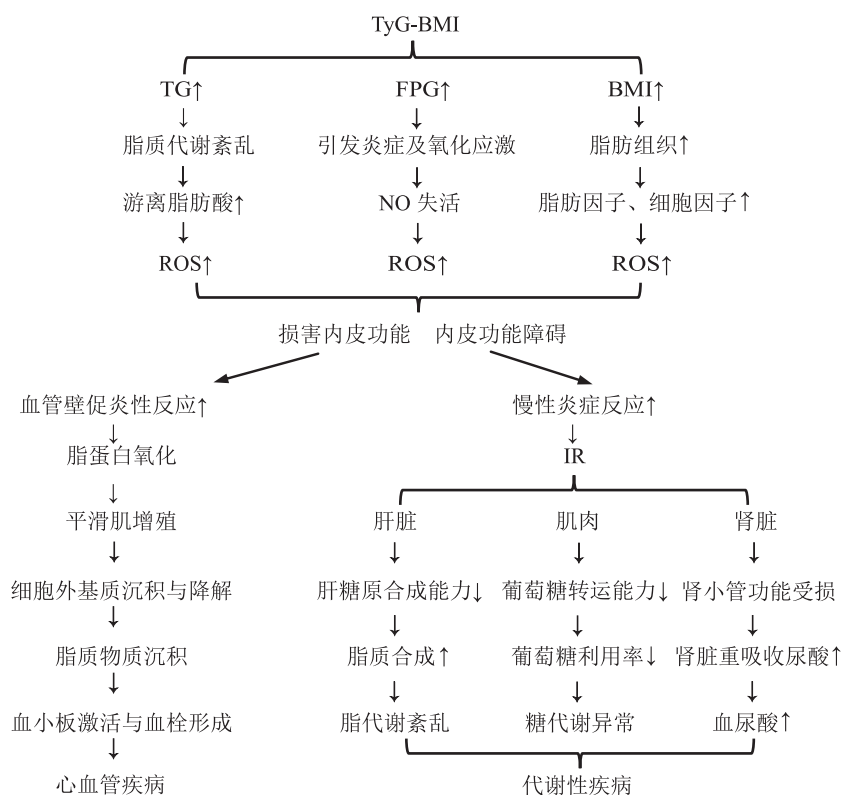 TyG-BMI
TG↑ FPG↑ BMI↑
脂质代谢紊乱 引发炎症及氧化应激 脂肪组织↑
游离脂肪酸↑ NO 失活 脂肪因子、细胞因子↑
ROS↑ ROS↑ ROS↑
损害内皮功能 内皮功能障碍
血管壁促炎性反应↑ 慢性炎症反应↑
脂蛋白氧化 IR
平滑肌增殖 肝脏 肌肉 肾脏
细胞外基质沉积与降解 肝糖原合成能力↓ 葡萄糖转运能力↓ 肾小管功能受损
脂质物质沉积 脂质合成↑ 葡萄糖利用率↓ 肾脏重吸收尿酸↑
血小板激活与血栓形成 脂代谢紊乱 糖代谢异常 血尿酸↑
心血管疾病 代谢性疾病